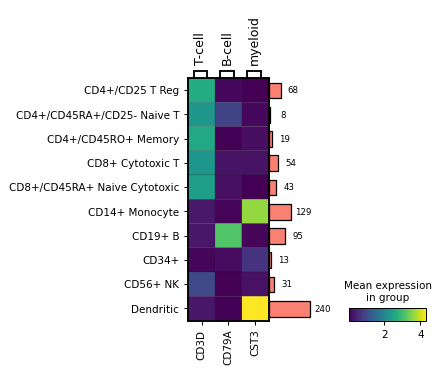 T-cell
B-cell
myeloid
CD4+/CD25 T Reg 68
CD4+/CD45RA+/CD25- Naive T 8
CD4+/CD45RO+ Memory 19
CD8+ Cytotoxic T 54
CD8+/CD45RA+ Naive Cytotoxic 43
CD14+ Monocyte 129
CD19+ B 95
CD34+ 13
CD56+ NK 31
Dendritic 240
CD3D
CD79A
CST3
Mean expression
in group
2 4